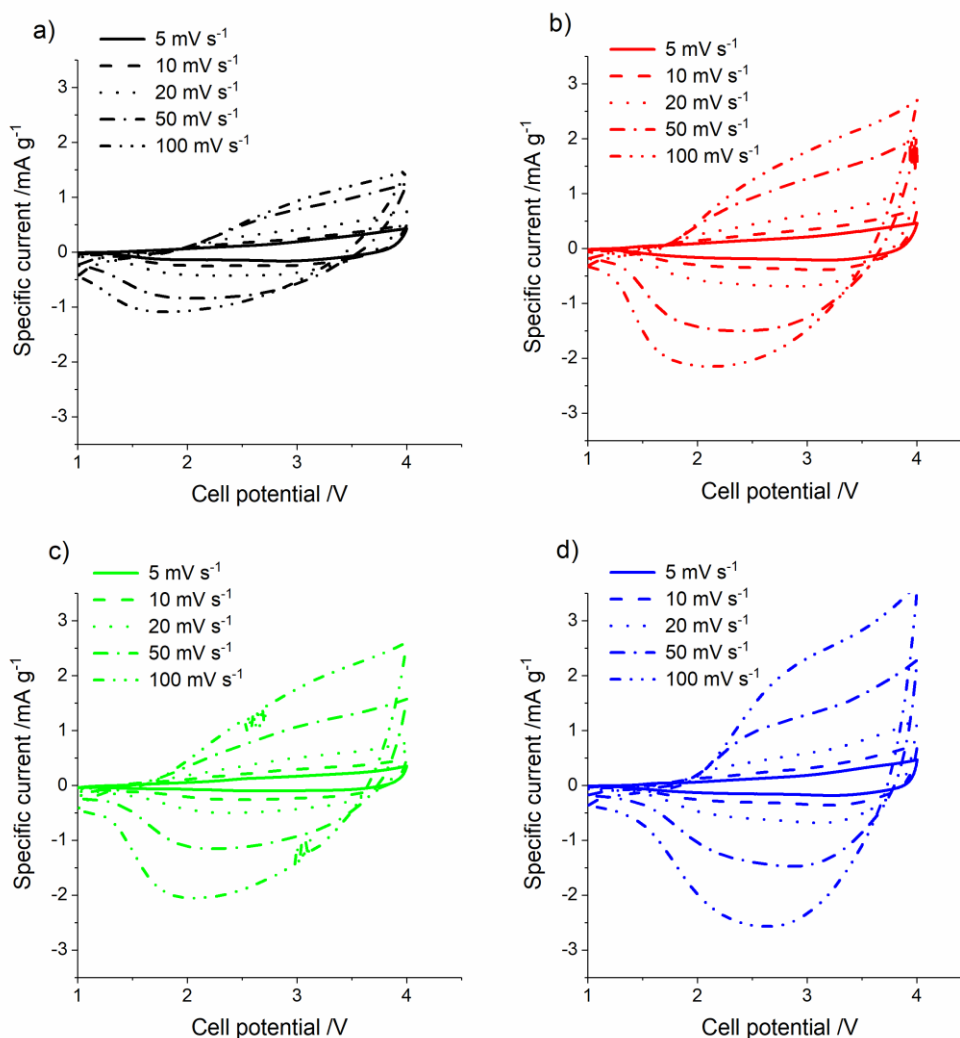 a)
5 mV s⁻¹
10 mV s⁻¹
20 mV s⁻¹
50 mV s⁻¹
100 mV s⁻¹
3
2
1
0
-1
-2
-3
Specific current /mA g⁻¹
1 2 3 4
Cell potential /V
b)
5 mV s⁻¹
10 mV s⁻¹
20 mV s⁻¹
50 mV s⁻¹
100 mV s⁻¹
3
2
1
0
-1
-2
-3
Specific current /mA g⁻¹
1 2 3 4
Cell potential /V
c)
5 mV s⁻¹
10 mV s⁻¹
20 mV s⁻¹
50 mV s⁻¹
100 mV s⁻¹
3
2
1
0
-1
-2
-3
Specific current /mA g⁻¹
1 2 3 4
Cell potential /V
d)
5 mV s⁻¹
10 mV s⁻¹
20 mV s⁻¹
50 mV s⁻¹
100 mV s⁻¹
3
2
1
0
-1
-2
-3
Specific current /mA g⁻¹
1 2 3 4
Cell potential /V